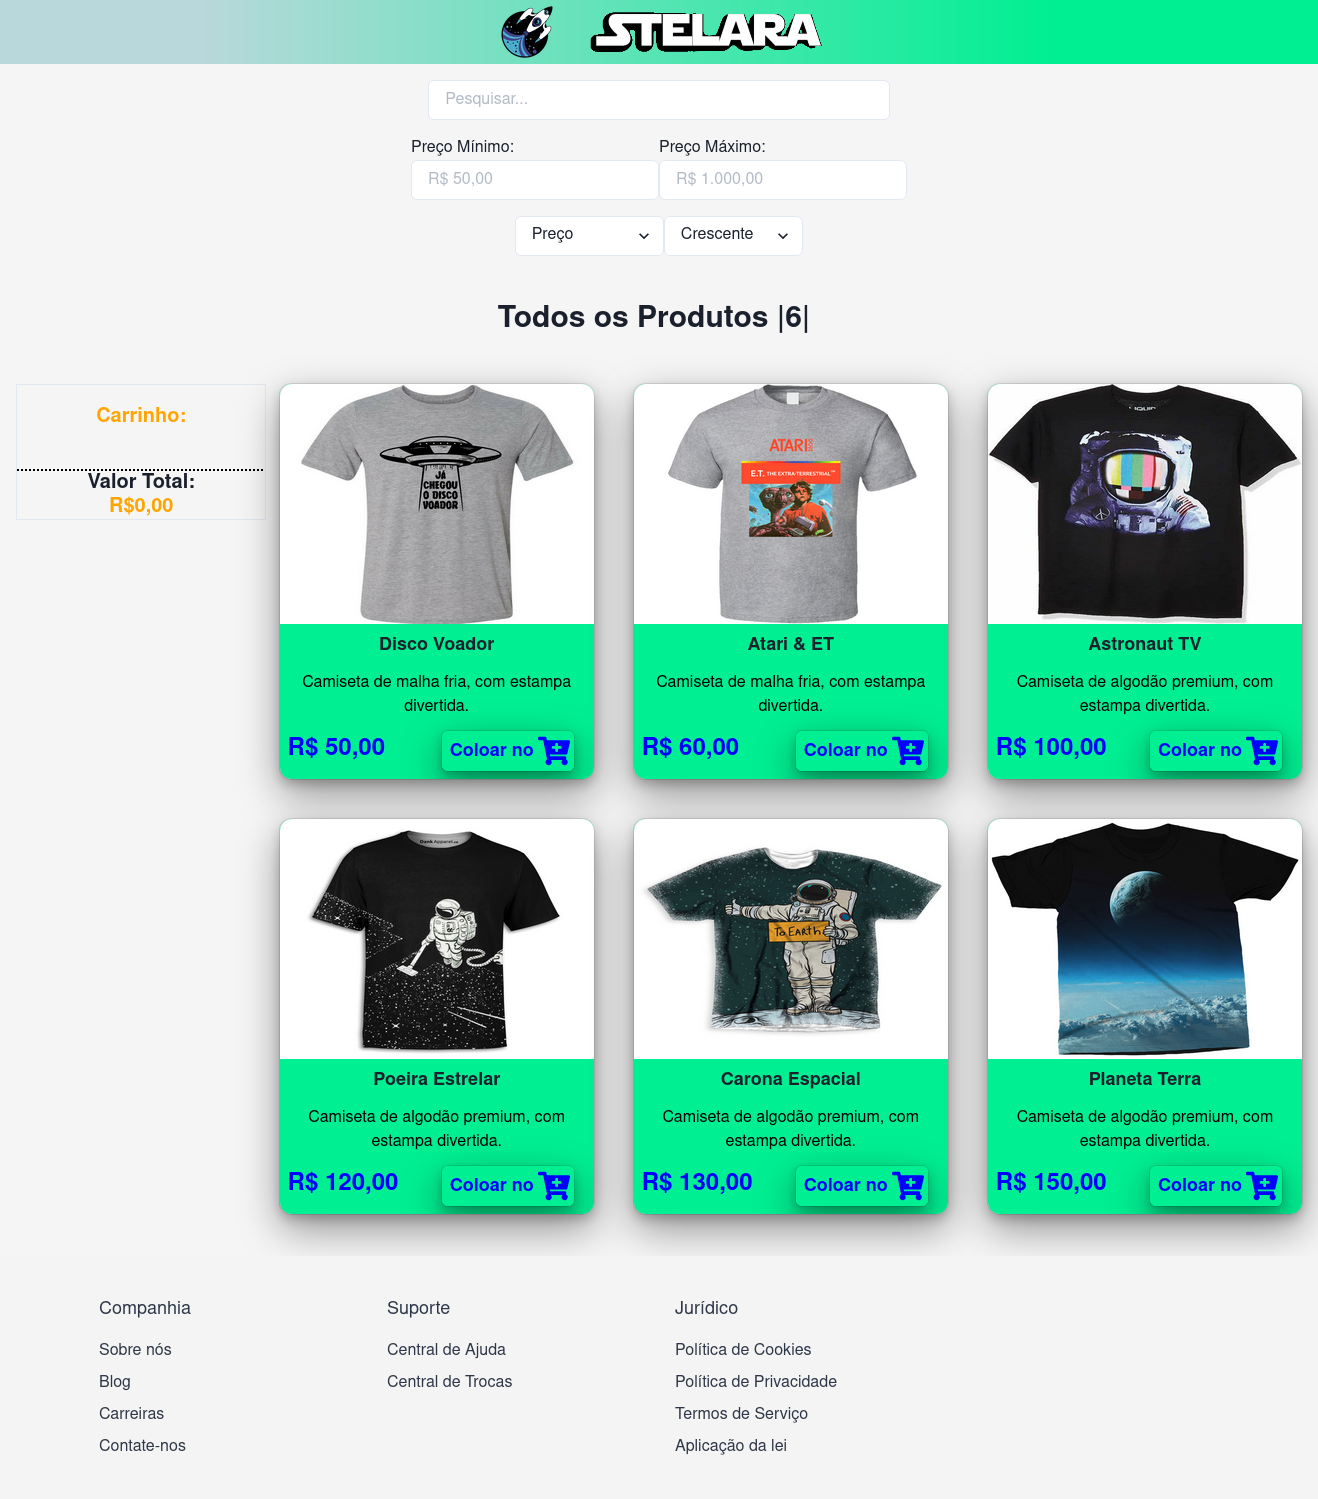 STELARA
Pesquisar...
Preço Mínimo:
Preço Máximo:
R$ 50,00
R$ 1.000,00
Preço
Crescente
Todos os Produtos |6|
Carrinho:
Valor Total:
R$0,00
JÁ
CHEGOU
O DISCO
VOADOR
Disco Voador
Camiseta de malha fria, com estampa
divertida.
R$ 50,00
Coloar no
ATARI
E.T. THE EXTRA-TERRESTRIAL
Atari & ET
Camiseta de malha fria, com estampa
divertida.
R$ 60,00
Coloar no
Astronaut TV
Camiseta de algodão premium, com
estampa divertida.
R$ 100,00
Coloar no
Poeira Estrelar
Camiseta de algodão premium, com
estampa divertida.
R$ 120,00
Coloar no
To EARth
Carona Espacial
Camiseta de algodão premium, com
estampa divertida.
R$ 130,00
Coloar no
Planeta Terra
Camiseta de algodão premium, com
estampa divertida.
R$ 150,00
Coloar no
Companhia
Sobre nós
Blog
Carreiras
Contate-nos
Suporte
Central de Ajuda
Central de Trocas
Jurídico
Política de Cookies
Política de Privacidade
Termos de Serviço
Aplicação da lei